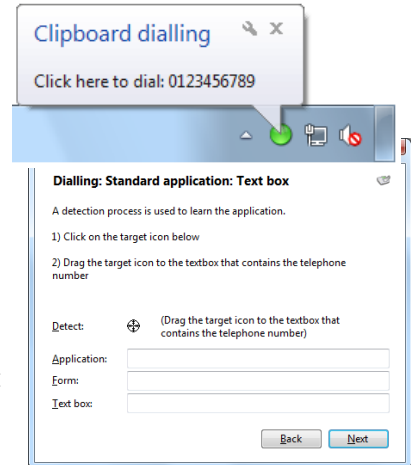 Clipboard dialling
Click here to dial: 0123456789
Dialling: Standard application: Text box
A detection process is used to learn the application.
1) Click on the target icon below
2) Drag the target icon to the textbox that contains the telephone
number
Detect:
(Drag the target icon to the textbox that
contains the telephone number)
Application:
Form:
Text box:
Back Next